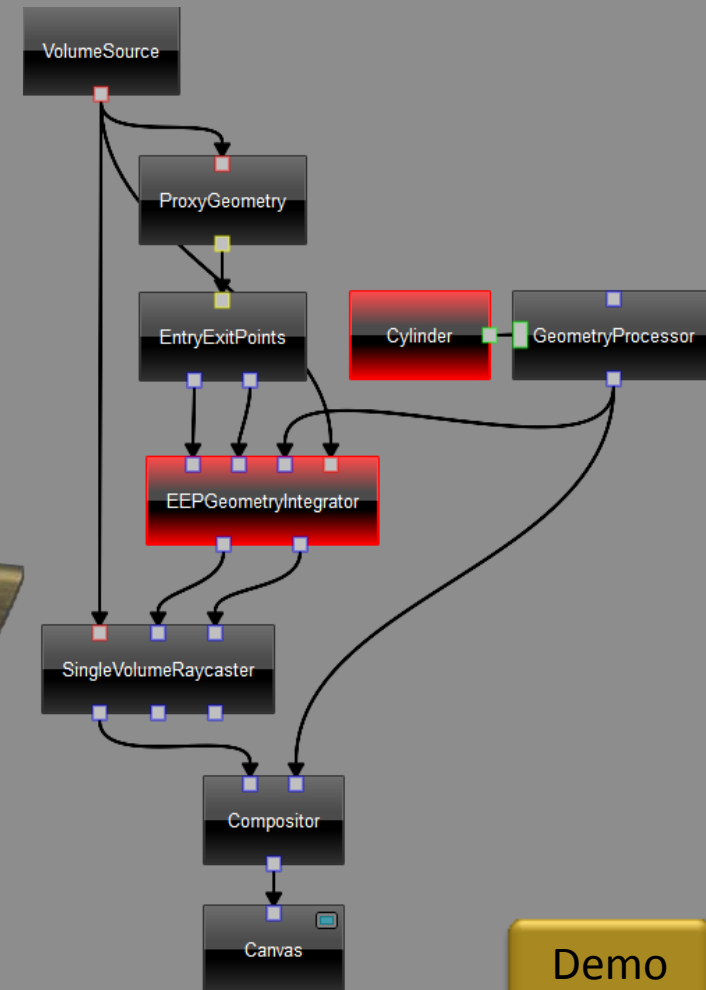 VolumeSource
ProxyGeometry
EntryExitPoints
Cylinder
GeometryProcessor
EEPGeometryIntegrator
SingleVolumeRaycaster
Compositor
Canvas
Demo